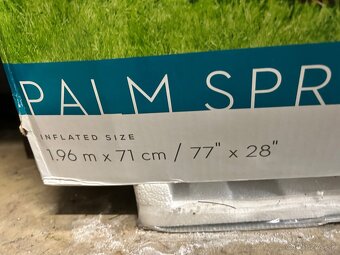 PALM SPR
INFLATED SIZE
1.96 m x 71 cm / 77" x 28"